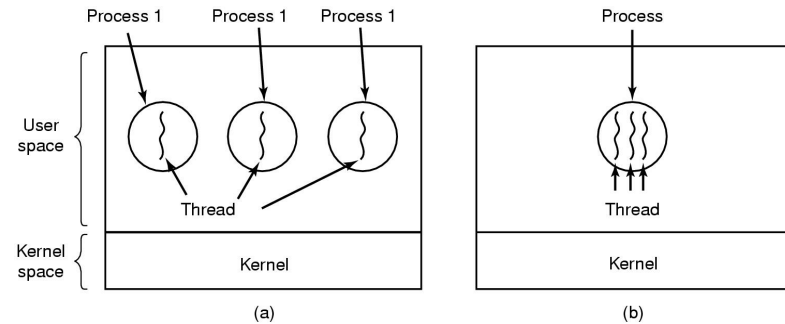 Process 1 Process 1 Process 1 Process
User
space
Thread Thread
Kernel
space
Kernel Kernel
(a) (b)